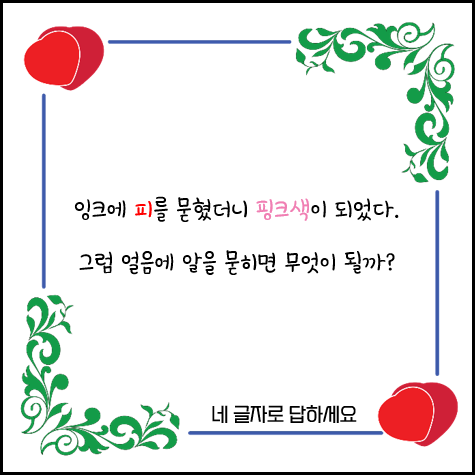 잉크에 피를 묻혔더니 핑크색이 되었다.
그럼 얼음에 알을 묻히면 무엇이 될까?
네 글자로 답하세요